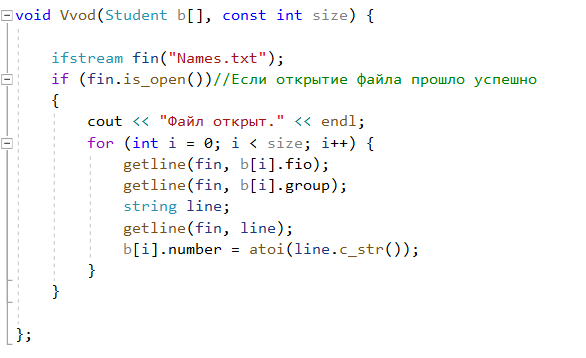 void Vvod(Student b[], const int size) {
ifstream fin("Names.txt");
if (fin.is_open())//Если открытие файла прошло успешно
{
cout << "Файл открыт." << endl;
for (int i = 0; i < size; i++) {
getline(fin, b[i].fio);
getline(fin, b[i].group);
string line;
getline(fin, line);
b[i].number = atoi(line.c_str());
}
}
};